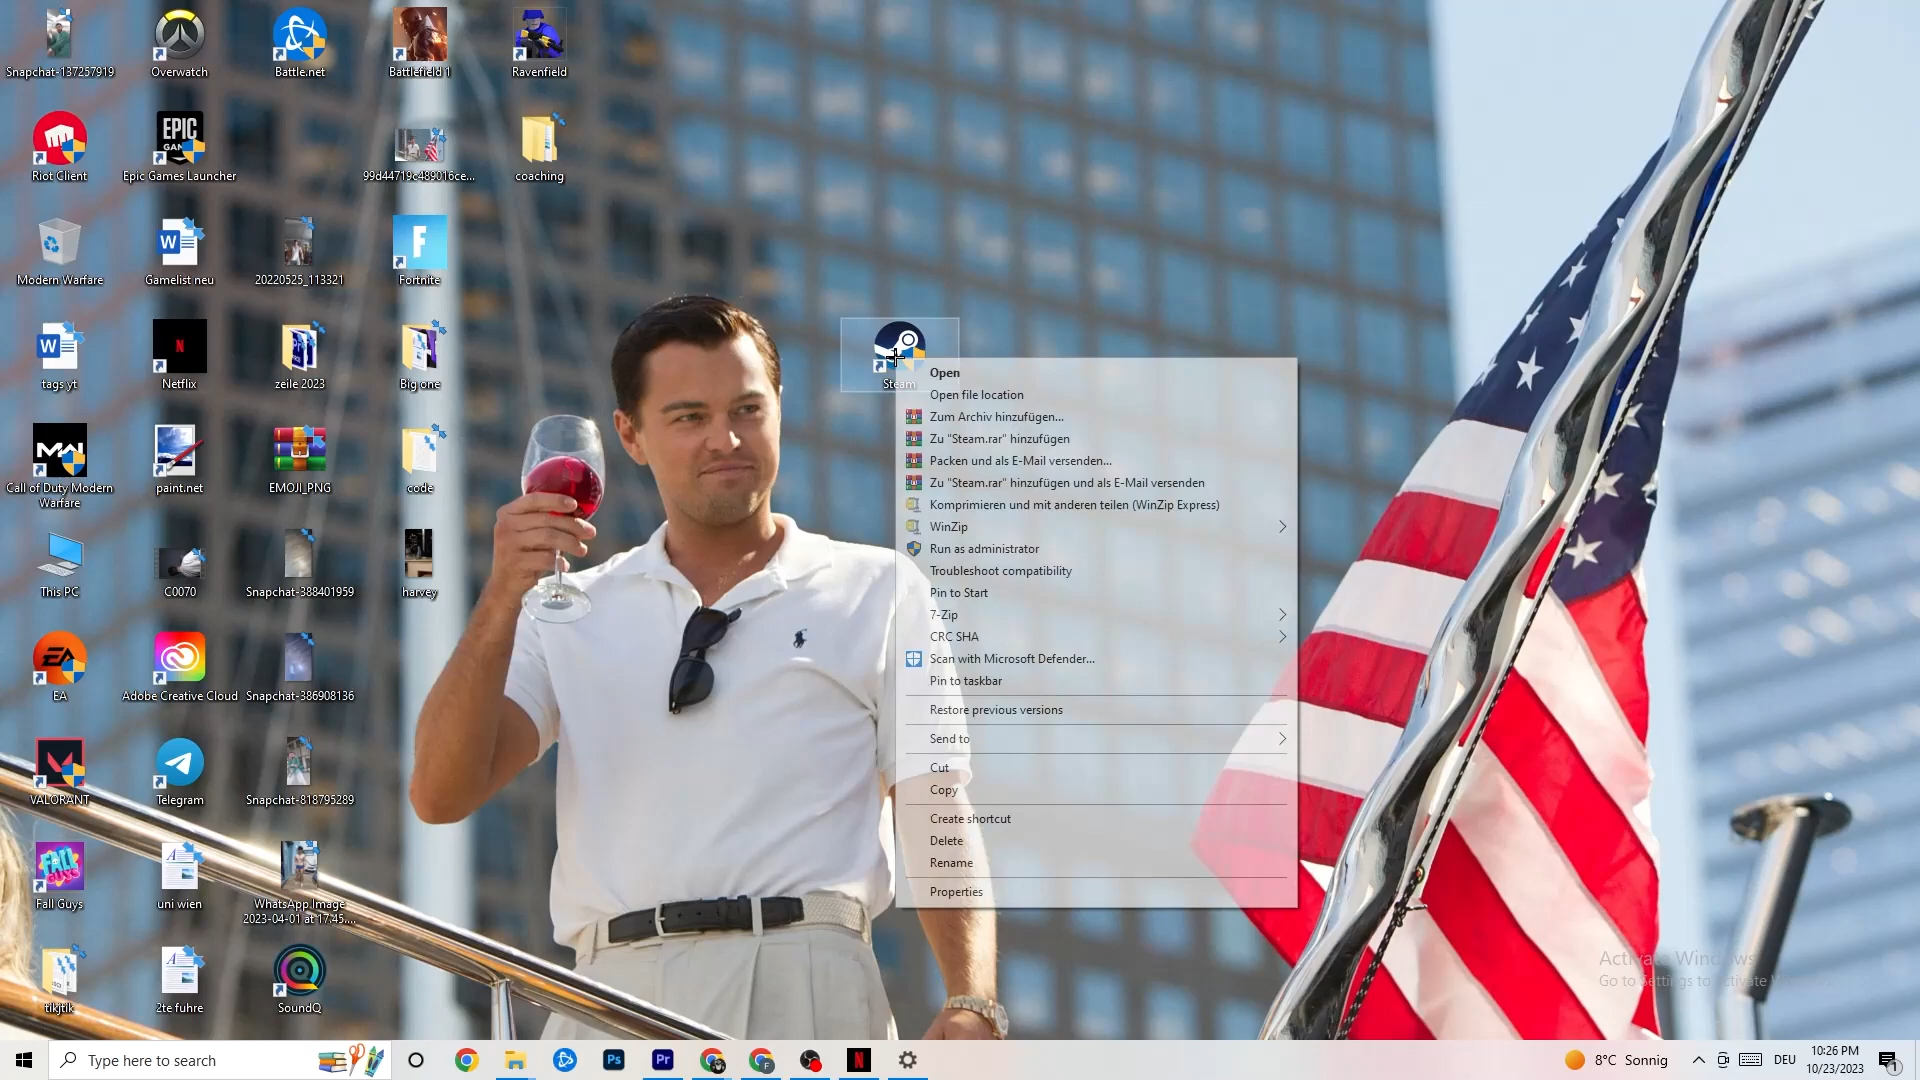 Snapchat-137257919
Overwatch
Battle.net
Battlefield 1
Ravenfield
Riot Client
EPIC
GAMES
Epic Games Launcher
99d44719c489016ce...
coaching
Modern Warfare
Gamelist neu
20220525_113321
Fortnite
tags yt
Netflix
zeile 2023
Big one
Steam
Call of Duty Modern
Warfare
paint.net
EMOJI_PNG
code
This PC
C0070
Snapchat-388401959
harvey
EA
Adobe Creative Cloud
Snapchat-386908136
VALORANT
Telegram
Snapchat-818795289
FALL
GUYS
Fall Guys
uni wien
WhatsApp Image
2023-04-01 at 17.45....
tikjtik
2te fuhre
SoundQ
Open
Open file location
Zum Archiv hinzufügen...
Zu "Steam.rar" hinzufügen
Packen und als E-Mail versenden...
Zu "Steam.rar" hinzufügen und als E-Mail versenden
Komprimieren und mit anderen teilen (WinZip Express)
WinZip
Run as administrator
Troubleshoot compatibility
Pin to Start
7-Zip
CRC SHA
Scan with Microsoft Defender...
Pin to taskbar
Restore previous versions
Send to
Cut
Copy
Create shortcut
Delete
Rename
Properties
Activate Windows
Go to Settings to activate
Type here to search
Ps
Pr
N
8°C Sonnig
DEU
10:26 PM
10/23/2023
1